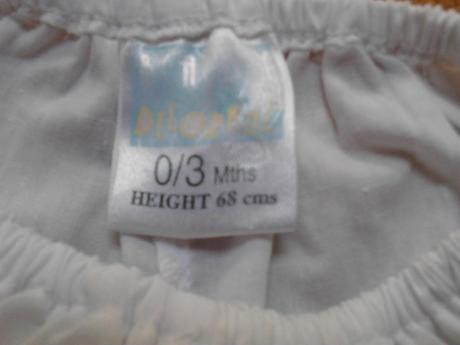 0/3 Mths
HEIGHT 68 cms